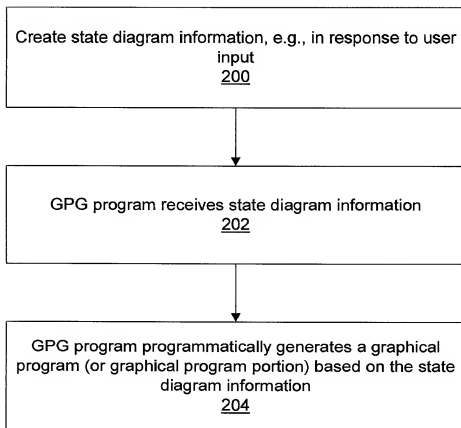 Create state diagram information, e.g., in response to user
input
200
GPG program receives state diagram information
202
GPG program programmatically generates a graphical
program (or graphical program portion) based on the state
diagram information
204